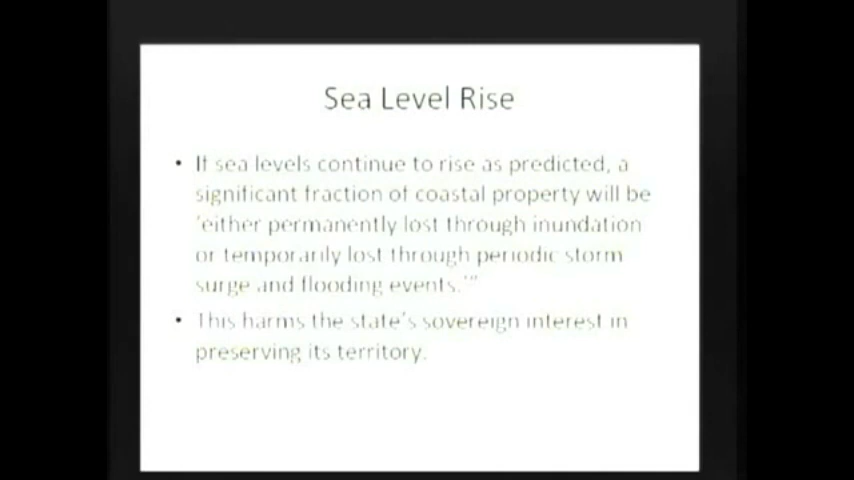 Sea Level Rise
• If sea levels continue to rise as predicted, a
significant fraction of coastal property will be
'either permanently lost through inundation
or temporarily lost through periodic storm
surge and flooding events.'"
• This harms the state's sovereign interest in
preserving its territory.